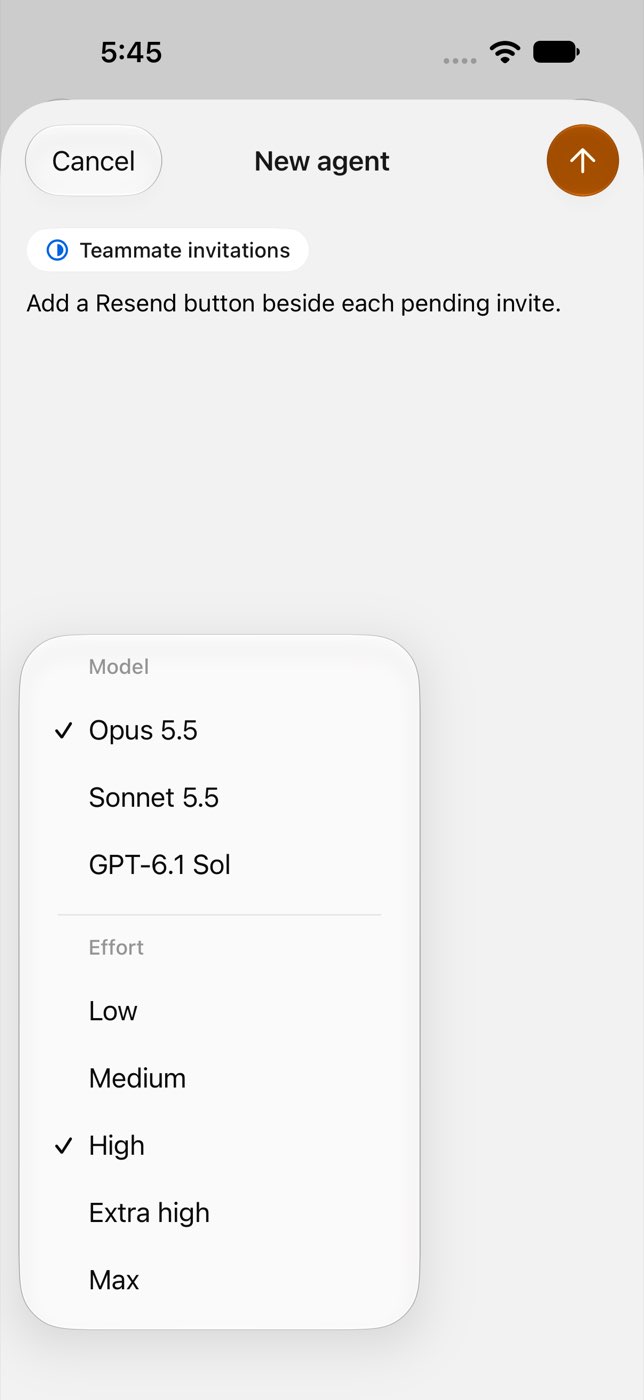 5:45
Cancel
New agent
Teammate invitations
Add a Resend button beside each pending invite.
Model
Opus 5.5
Sonnet 5.5
GPT-6.1 Sol
Effort
Low
Medium
High
Extra high
Max